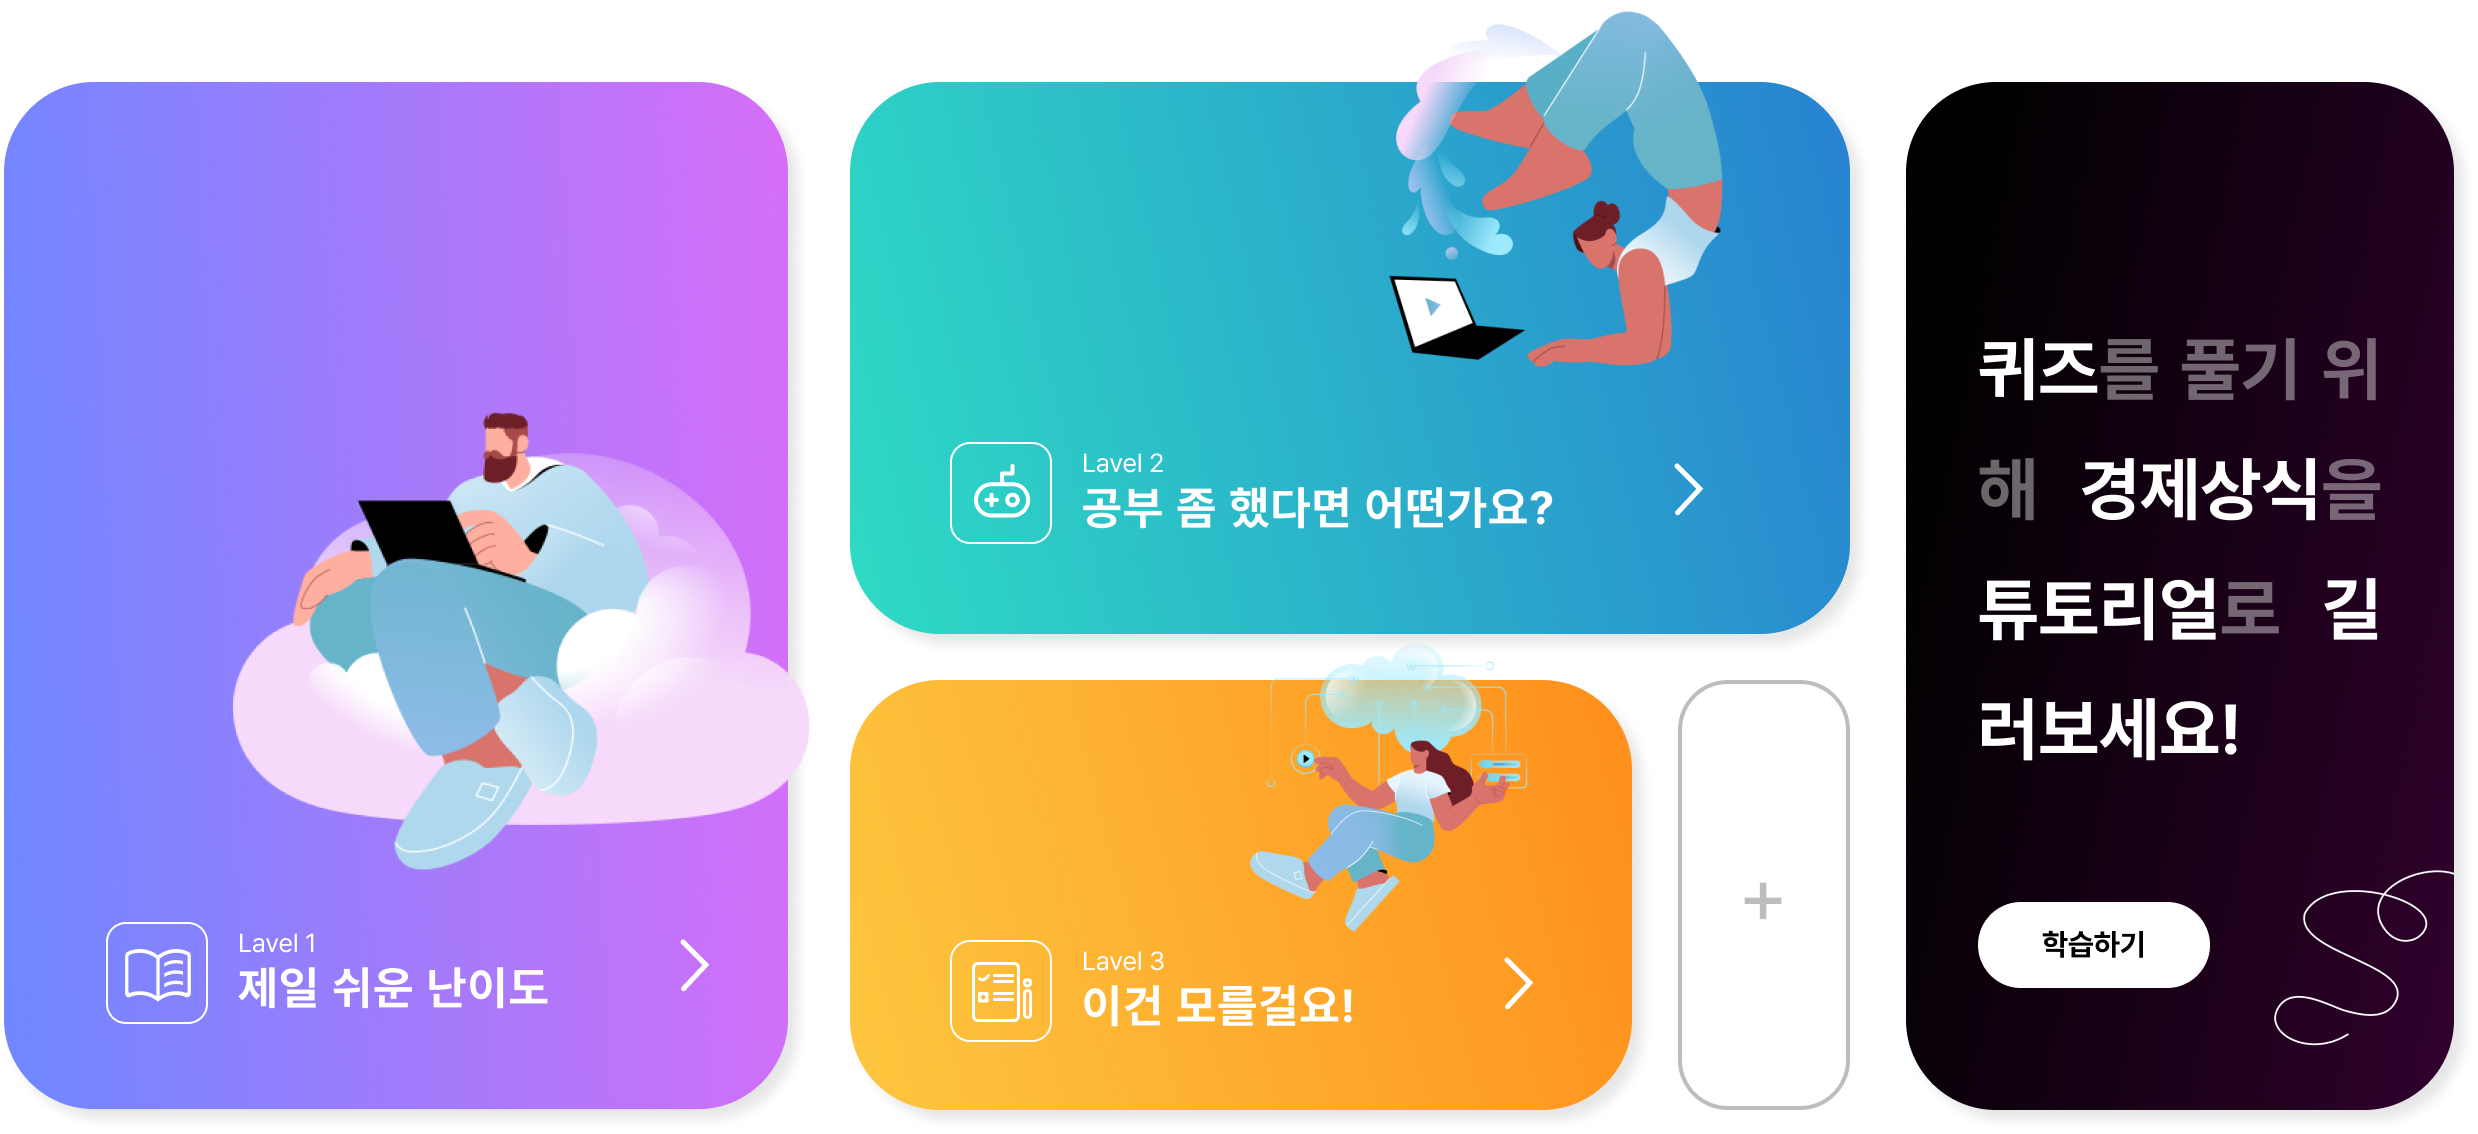 Lavel 1
제일 쉬운 난이도
Lavel 2
공부 좀 했다면 어떤가요?
Lavel 3
이건 모를걸요!
+
퀴즈를 풀기 위
해 경제상식을
튜토리얼로 길
러보세요!
학습하기